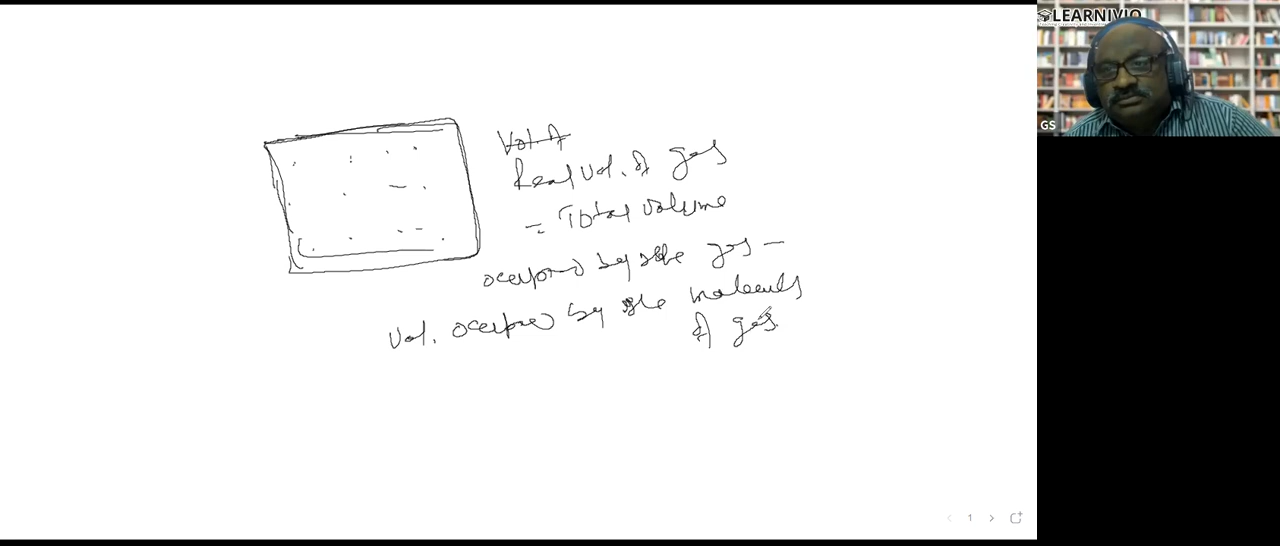 LEARNIVIO
GS
Vol. of
Real Vol. of gas
= Total volume
occupied by the gas –
Vol. occupied by the molecules
of gas
1